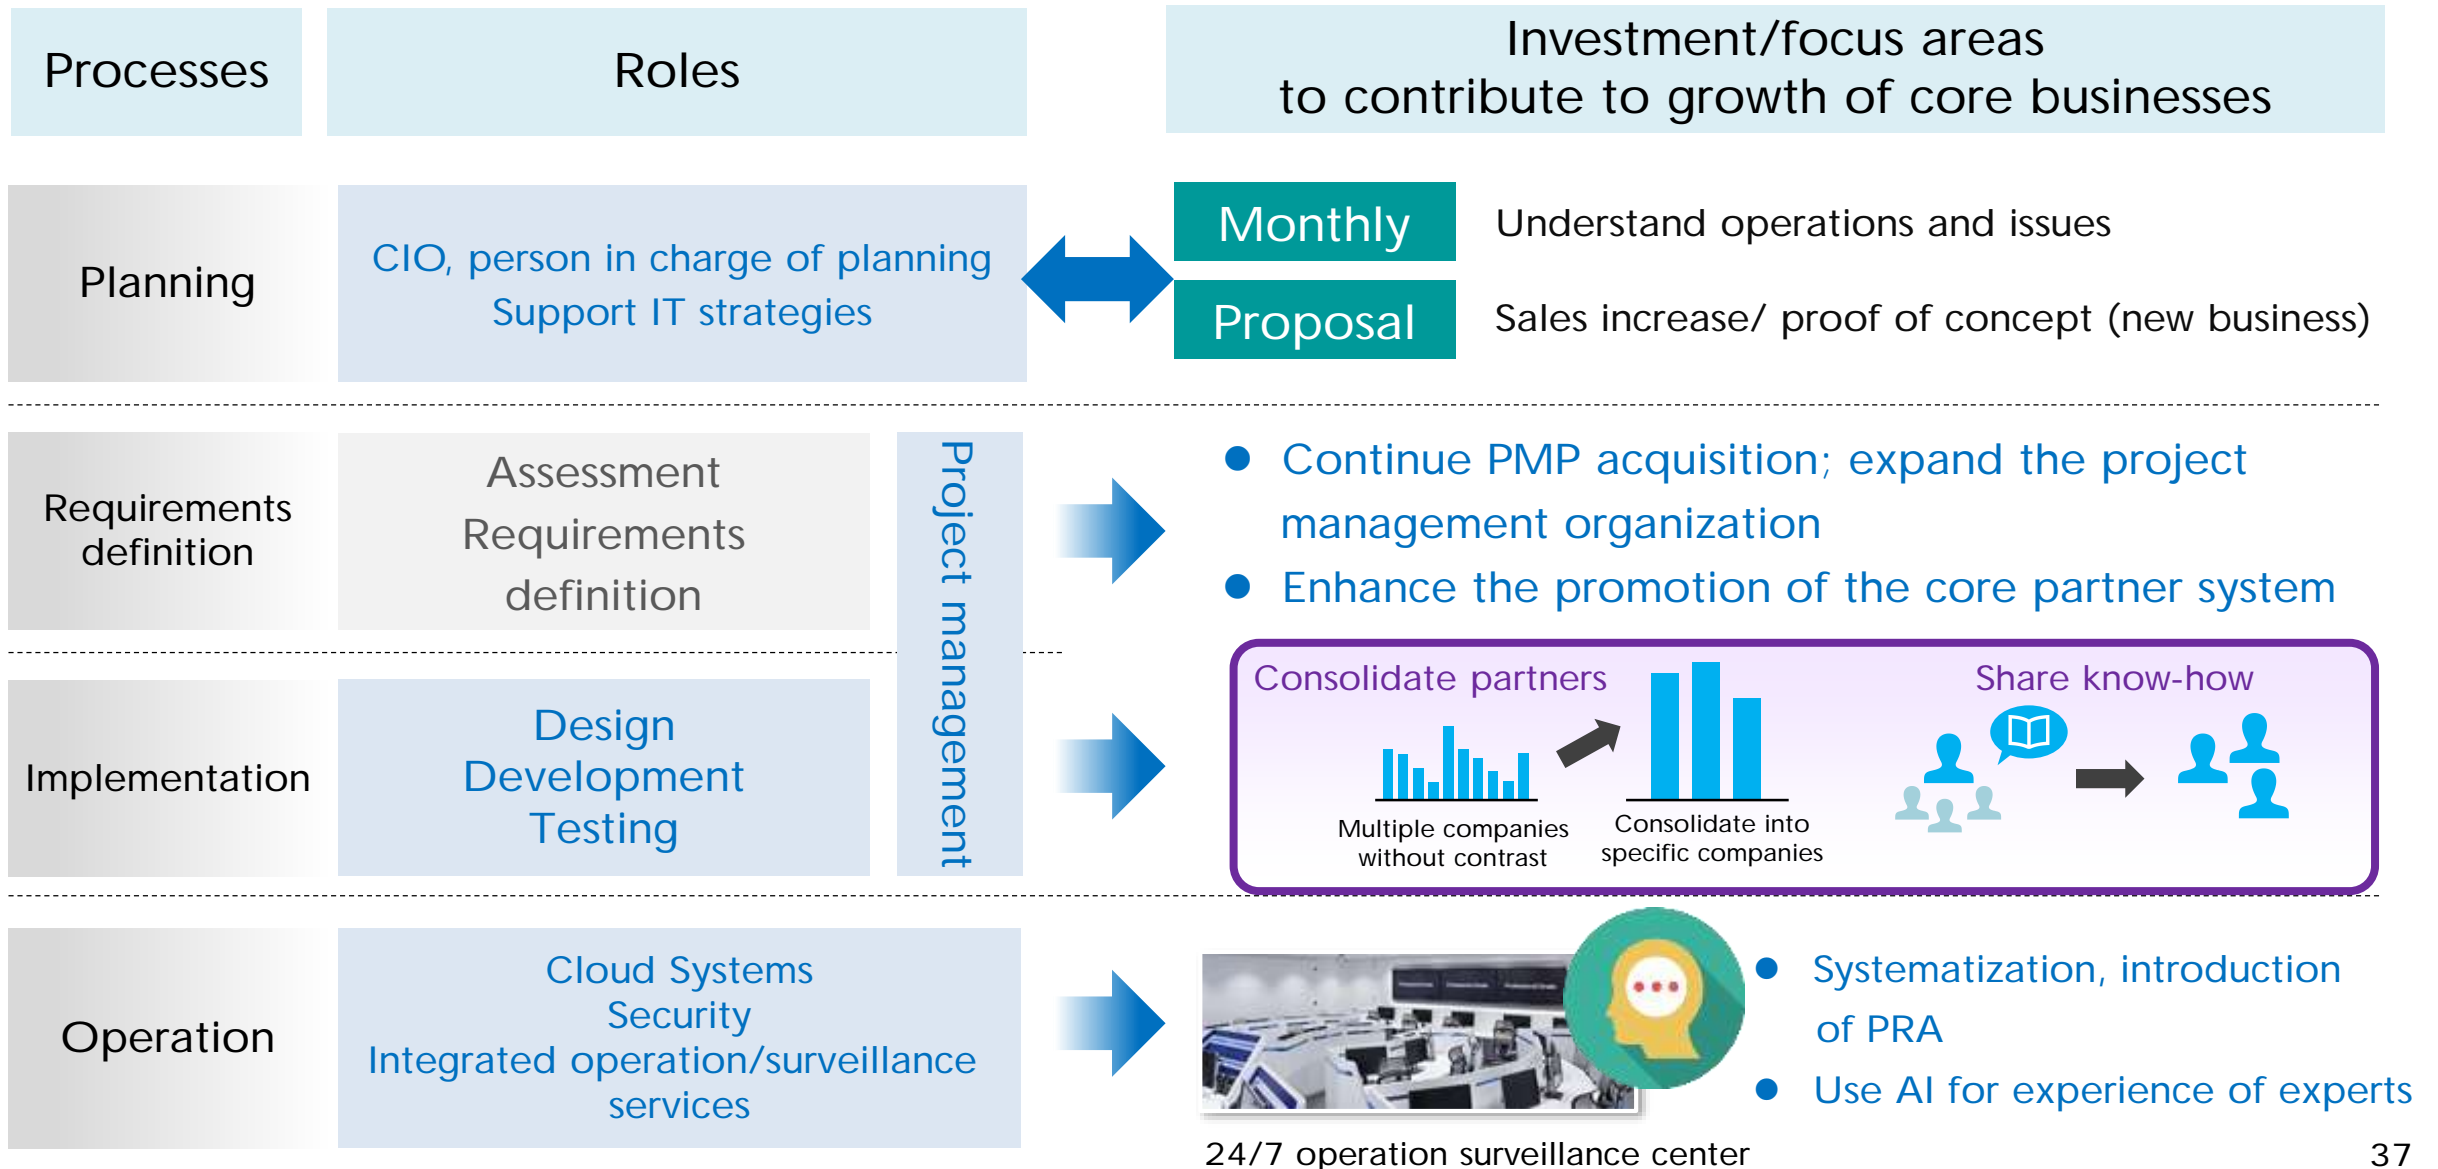 Processes
Roles
Investment/focus areas
to contribute to growth of core businesses
Planning
CIO, person in charge of planning
Support IT strategies
Monthly
Understand operations and issues
Proposal
Sales increase/ proof of concept (new business)
Requirements
definition
Assessment
Requirements
definition
Project management
Continue PMP acquisition; expand the project
management organization
Enhance the promotion of the core partner system
Implementation
Design
Development
Testing
Consolidate partners
Share know-how
Multiple companies
without contrast
Consolidate into
specific companies
Operation
Cloud Systems
Security
Integrated operation/surveillance
services
Systematization, introduction
of PRA
Use AI for experience of experts
24/7 operation surveillance center
37